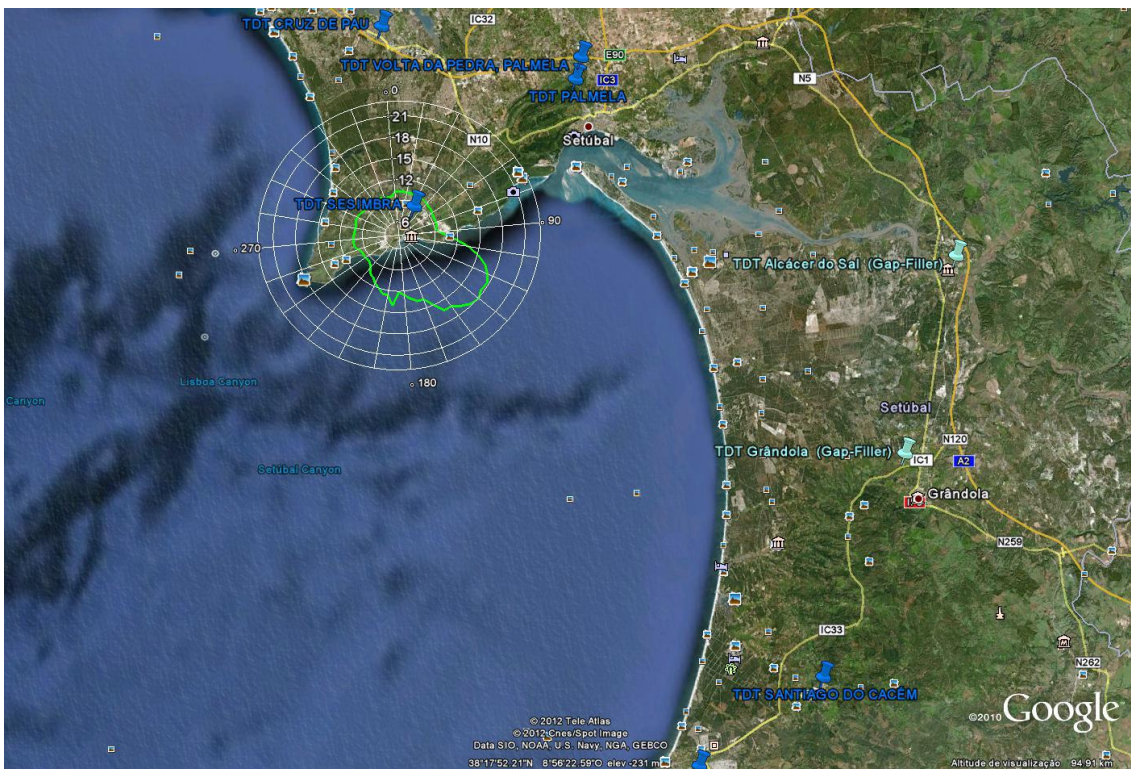 TDT CRUZ DE PAU
IC32
TDT VOLTA DA PEDRA, PALMELA
E90
IC3
TDT PALMELA
N5
0
21
18
15
12
6
N10
Setúbal
TDT SESIMBRA
90
270
180
TDT Alcácer do Sal (Gap-Filler)
Lisboa Canyon
Canyon
Setúbal Canyon
Setúbal
N120
TDT Grândola (Gap-Filler)
IC1
A2
Grândola
N259
IC33
N262
TDT SANTIAGO DO CACÉM
©2010 Google
© 2012 Tele Atlas
© 2012 Cnes/Spot Image
Data SIO, NOAA, U.S. Navy, NGA, GEBCO
38°17'52.21"N 8°56'22.59"O elev -231 m
Altitude de visualização 94.91 km